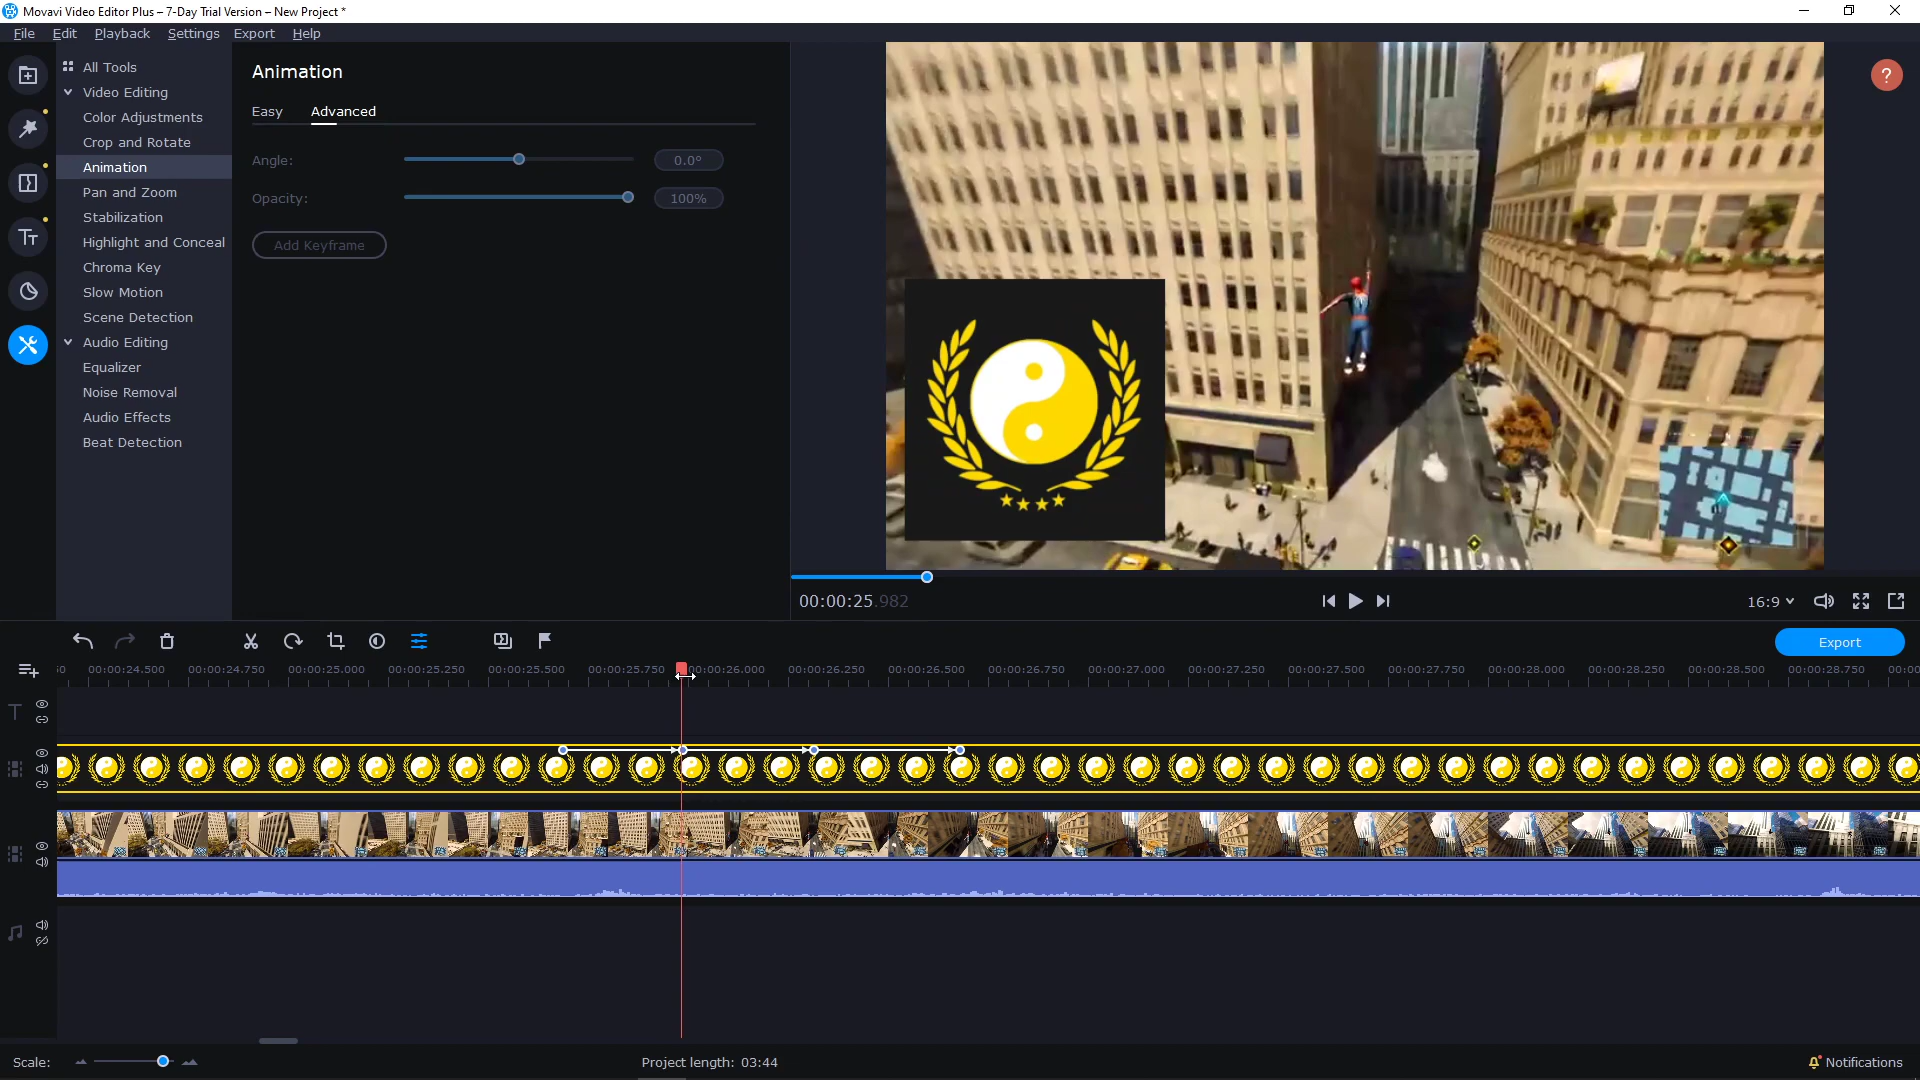 Movavi Video Editor Plus – 7-Day Trial Version – New Project *
File Edit Playback Settings Export Help
All Tools
Video Editing
Color Adjustments
Crop and Rotate
Animation
Pan and Zoom
Stabilization
Highlight and Conceal
Chroma Key
Slow Motion
Scene Detection
Audio Editing
Equalizer
Noise Removal
Audio Effects
Beat Detection
Animation
Easy Advanced
Angle: 0.0°
Opacity: 100%
Add Keyframe
?
00:00:25.982
16:9
Export
50 00:00:24.500 00:00:24.750 00:00:25.000 00:00:25.250 00:00:25.500 00:00:25.750 00:00:26.000 00:00:26.250 00:00:26.500 00:00:26.750 00:00:27.000 00:00:27.250 00:00:27.500 00:00:27.750 00:00:28.000 00:00:28.250 00:00:28.500 00:00:28.750 00:00
Scale:
Project length: 03:44
Notifications